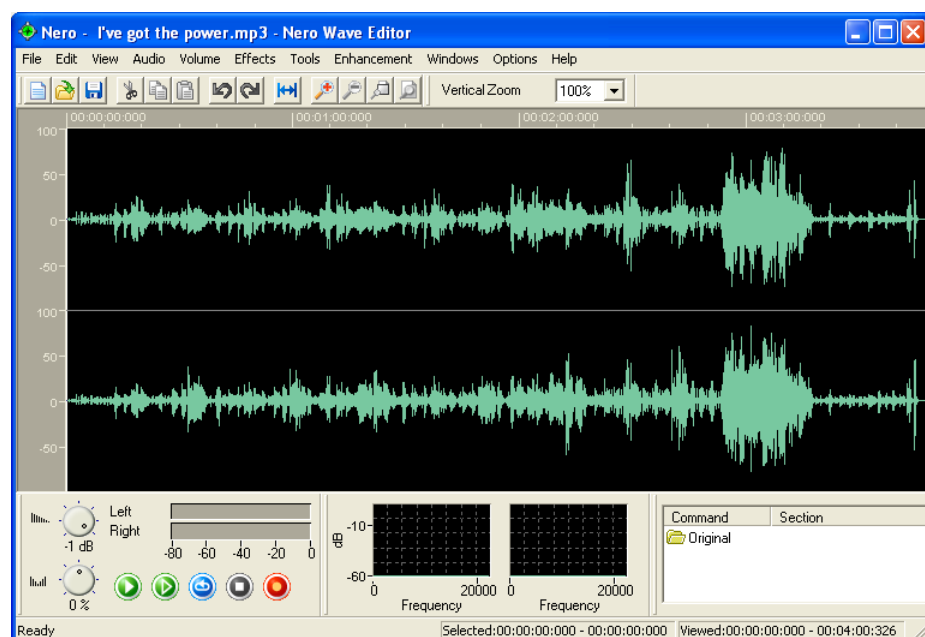 Nero - I've got the power.mp3 - Nero Wave Editor
File Edit View Audio Volume Effects Tools Enhancement Windows Options Help
Vertical Zoom 100%
00:00:00:000 00:01:00:000 00:02:00:000 00:03:00:000
100
50
0
-50
100
50
0
-50
Left
Right
-80 -60 -40 -20 0
-1 dB
0 %
dB
-10
-60
0 20000 0 20000
Frequency Frequency
Command Section
Original
Ready Selected:00:00:00:000 - 00:00:00:000 Viewed:00:00:00:000 - 00:04:00:326